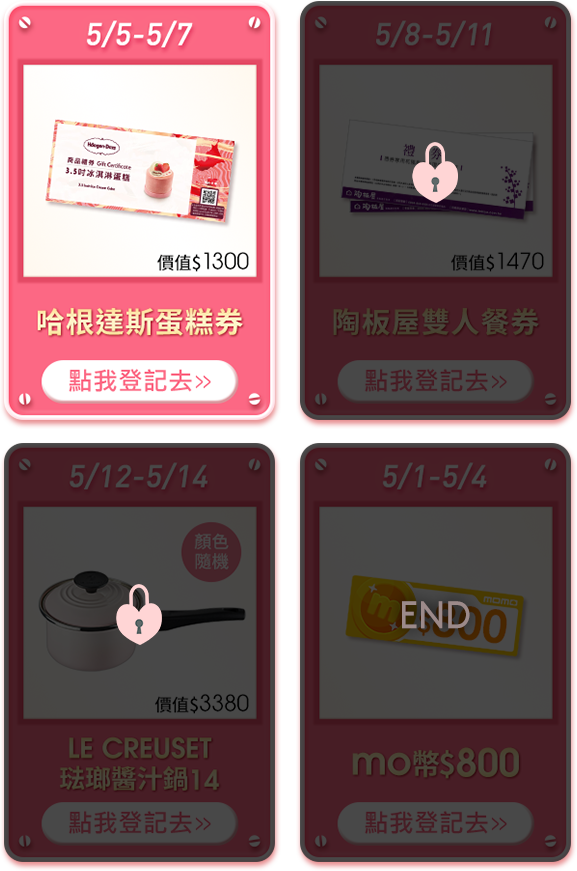 5/5-5/7
Häagen-Dazs
商品禮券 Gift Certificate
3.5吋冰淇淋蛋糕
價值$1300
哈根達斯蛋糕券
點我登記去»
5/8-5/11
禮
陶板屋
價值$1470
陶板屋雙人餐券
點我登記去»
5/12-5/14
顏色
隨機
價值$3380
LE CREUSET
琺瑯醬汁鍋14
點我登記去»
5/1-5/4
momo
END
mo幣$800
點我登記去»